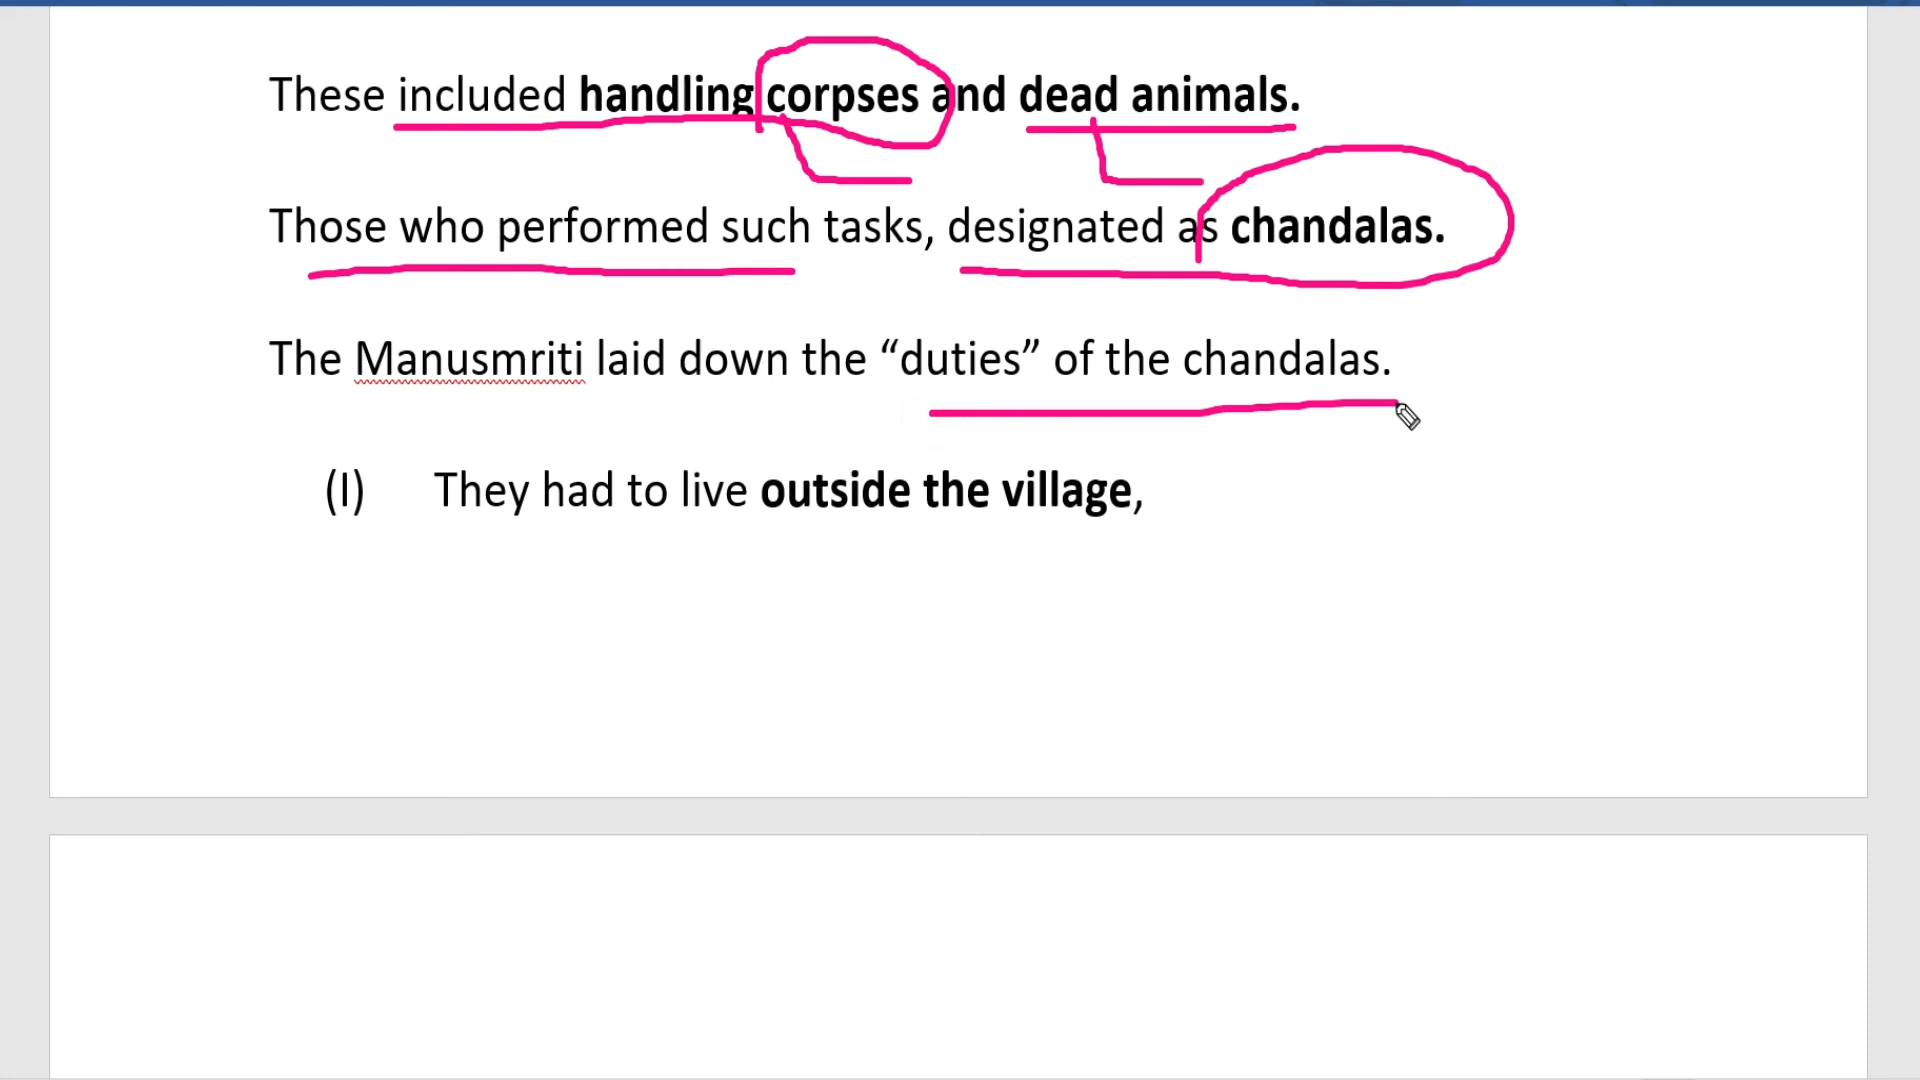 These included handling corpses and dead animals.
Those who performed such tasks, designated as chandalas.
The Manusmriti laid down the “duties” of the chandalas.
(I) They had to live outside the village,